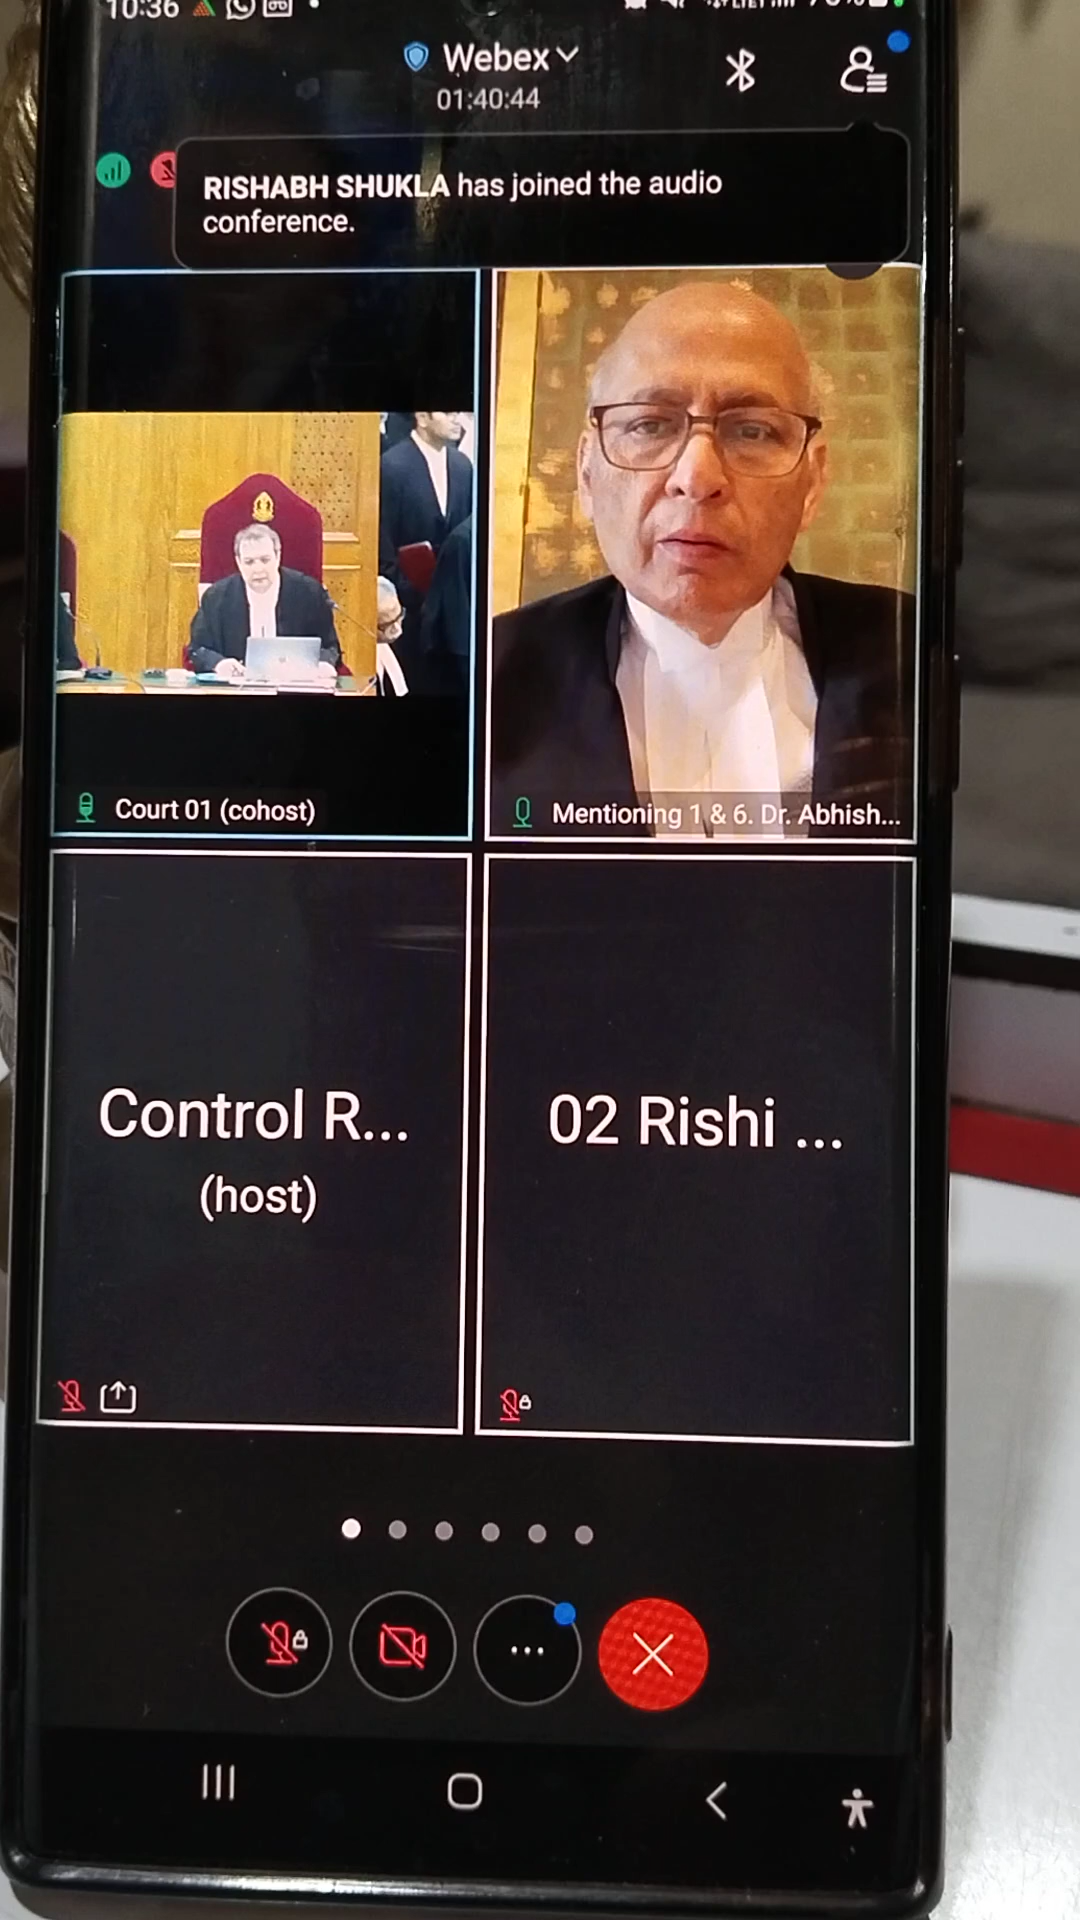 10:36
Webex
01:40:44
RISHABH SHUKLA has joined the audio
conference.
Court 01 (cohost)
Mentioning 1 & 6. Dr. Abhish...
Control R...
(host)
02 Rishi ...